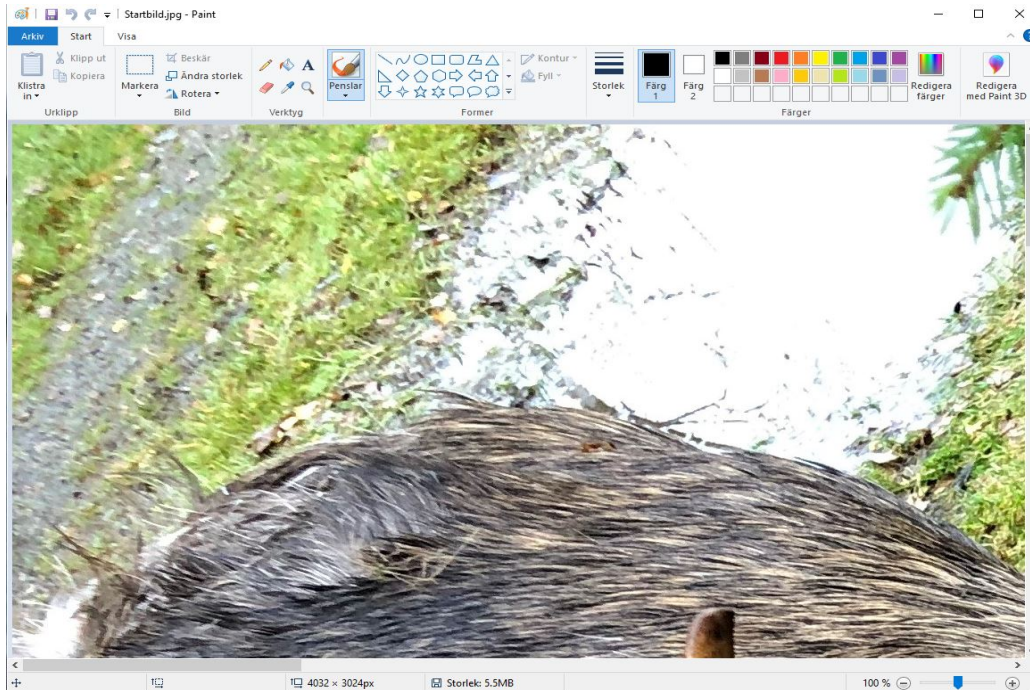 Startbild.jpg - Paint
Arkiv Start Visa
Klistra in
Klipp ut
Kopiera
Urklipp
Markera
Beskär
Ändra storlek
Rotera
Bild
Verktyg
Penslar
Former
Kontur
Fyll
Storlek
Färg 1
Färg 2
Färger
Redigera färger
Redigera med Paint 3D
4032 × 3024px
Storlek: 5.5MB
100 %